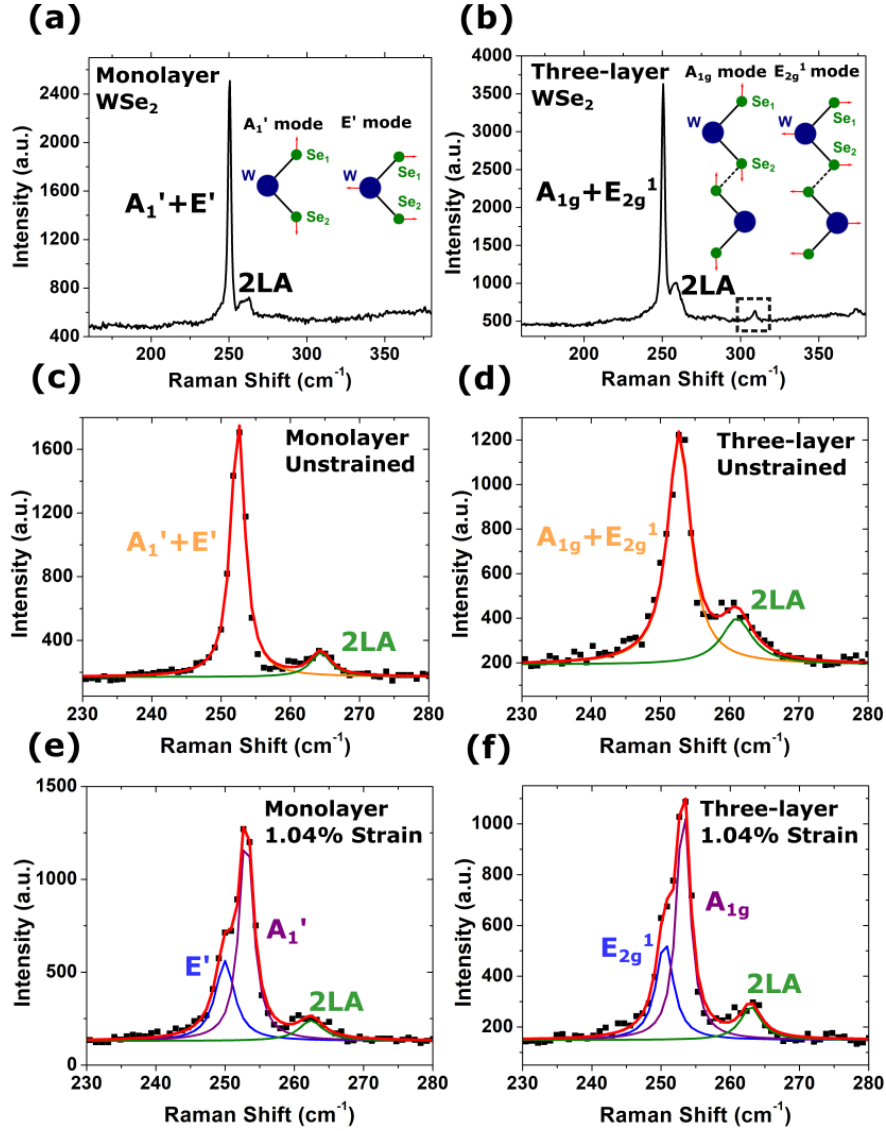 (a)
Monolayer
WSe₂
A₁' mode
E' mode
W
Se₁
Se₂
W
Se₁
Se₂
A₁'+E'
2LA
2400
2000
1600
1200
800
400
200
250
300
350
Intensity (a.u.)
Raman Shift (cm⁻¹)
(b)
Three-layer
WSe₂
A₁g mode
E₂g¹ mode
W
Se₁
Se₂
W
Se₁
Se₂
A₁g+E₂g¹
2LA
4000
3500
3000
2500
2000
1500
1000
500
200
250
300
350
Intensity (a.u.)
Raman Shift (cm⁻¹)
(c)
Monolayer
Unstrained
A₁'+E'
2LA
1600
1200
800
400
230
240
250
260
270
280
Intensity (a.u.)
Raman Shift (cm⁻¹)
(d)
Three-layer
Unstrained
A₁g+E₂g¹
2LA
1200
1000
800
600
400
200
230
240
250
260
270
280
Intensity (a.u.)
Raman Shift (cm⁻¹)
(e)
Monolayer
1.04% Strain
A₁'
E'
2LA
1500
1000
500
0
230
240
250
260
270
280
Intensity (a.u.)
Raman Shift (cm⁻¹)
(f)
Three-layer
1.04% Strain
A₁g
E₂g¹
2LA
1000
800
600
400
200
230
240
250
260
270
280
Intensity (a.u.)
Raman Shift (cm⁻¹)